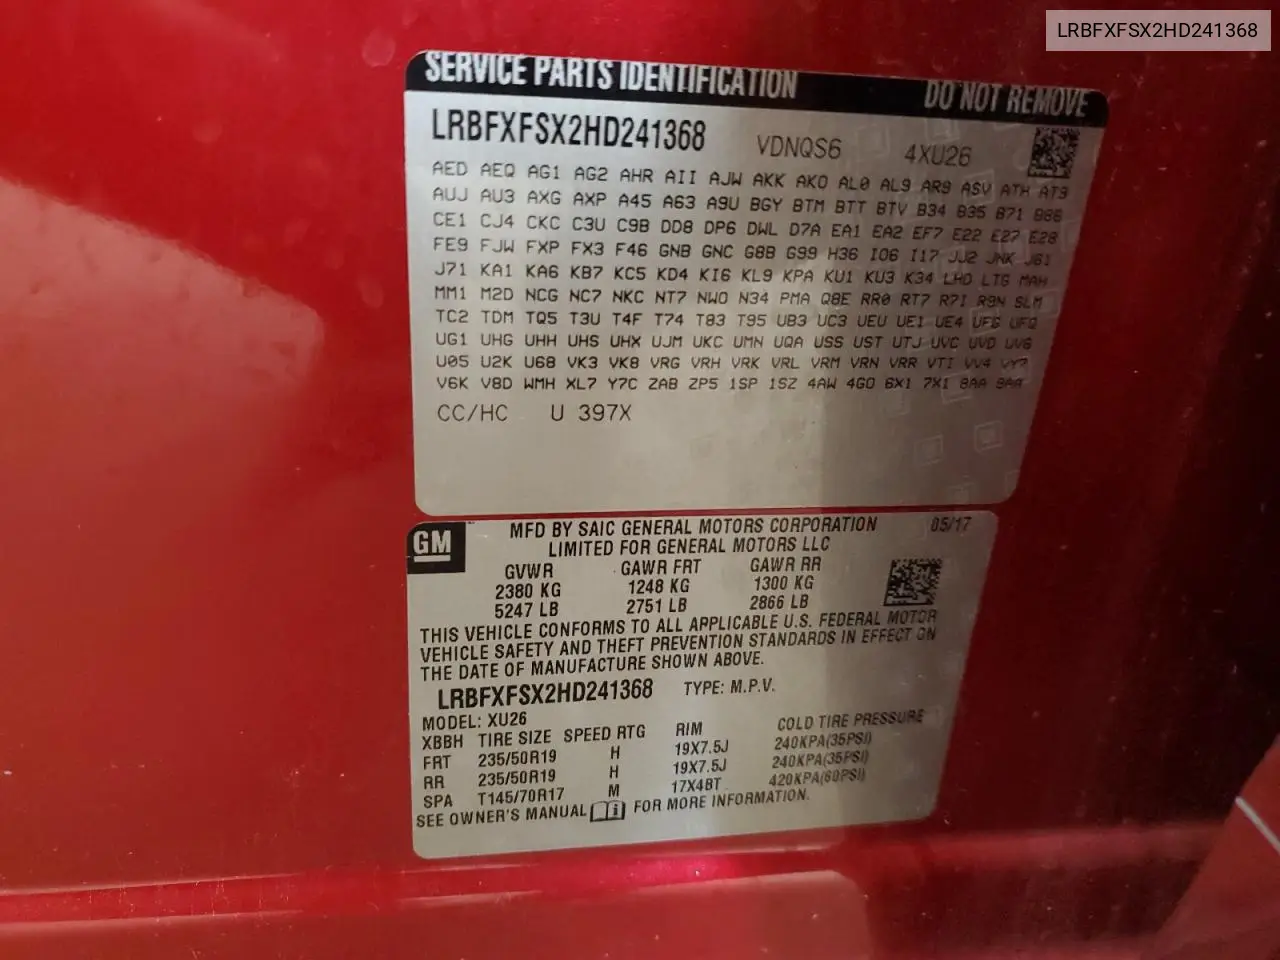 LRBFXFSX2HD241368
SERVICE PARTS IDENTIFICATION DO NOT REMOVE
LRBFXFSX2HD241368 VDNQS6 4XU26
AED AEQ AG1 AG2 AHR AII AJW AKK AKO AL0 AL9 AR9 ASV ATH AT9
AUJ AU3 AXG AXP A45 A63 A9U BGY BTM BTT BTV B34 B35 B71 B86
CE1 CJ4 CKC C3U C9B DD8 DP6 DWL D7A EA1 EA2 EF7 E22 E27 E28
FE9 FJW FXP FX3 F46 GNB GNC G8B G99 H36 IO6 I17 JJ2 JNK J61
J71 KA1 KA6 KB7 KC5 KD4 KI6 KL9 KPA KU1 KU3 K34 LHD LTG MAH
MM1 M2D NCG NC7 NKC NT7 NWO N34 PMA Q8E RR0 RT7 R7I R9N SLM
TC2 TDM TQ5 T3U T4F T74 T83 T95 UB3 UC3 UEU UE1 UE4 UFG UFQ
UG1 UHG UHH UHS UHX UJM UKC UMN UQA USS UST UTJ UVC UVD UVG
U05 U2K U68 VK3 VK8 VRG VRH VRK VRL VRM VRN VRR VTI VV4 VY7
V6K V8D WMH XL7 Y7C ZAB ZP5 1SP 1SZ 4AW 4GO 6X1 7X1 8AA 9AA
CC/HC U 397X
GM MFD BY SAIC GENERAL MOTORS CORPORATION 05/17
LIMITED FOR GENERAL MOTORS LLC
GVWR GAWR FRT GAWR RR
2380 KG 1248 KG 1300 KG
5247 LB 2751 LB 2866 LB
THIS VEHICLE CONFORMS TO ALL APPLICABLE U.S. FEDERAL MOTOR
VEHICLE SAFETY AND THEFT PREVENTION STANDARDS IN EFFECT ON
THE DATE OF MANUFACTURE SHOWN ABOVE.
LRBFXFSX2HD241368 TYPE: M.P.V.
MODEL: XU26
XBBH TIRE SIZE SPEED RTG RIM COLD TIRE PRESSURE
FRT 235/50R19 H 19X7.5J 240KPA(35PSI)
RR 235/50R19 H 19X7.5J 240KPA(35PSI)
SPA T145/70R17 M 17X4BT 420KPA(60PSI)
SEE OWNER'S MANUAL FOR MORE INFORMATION.